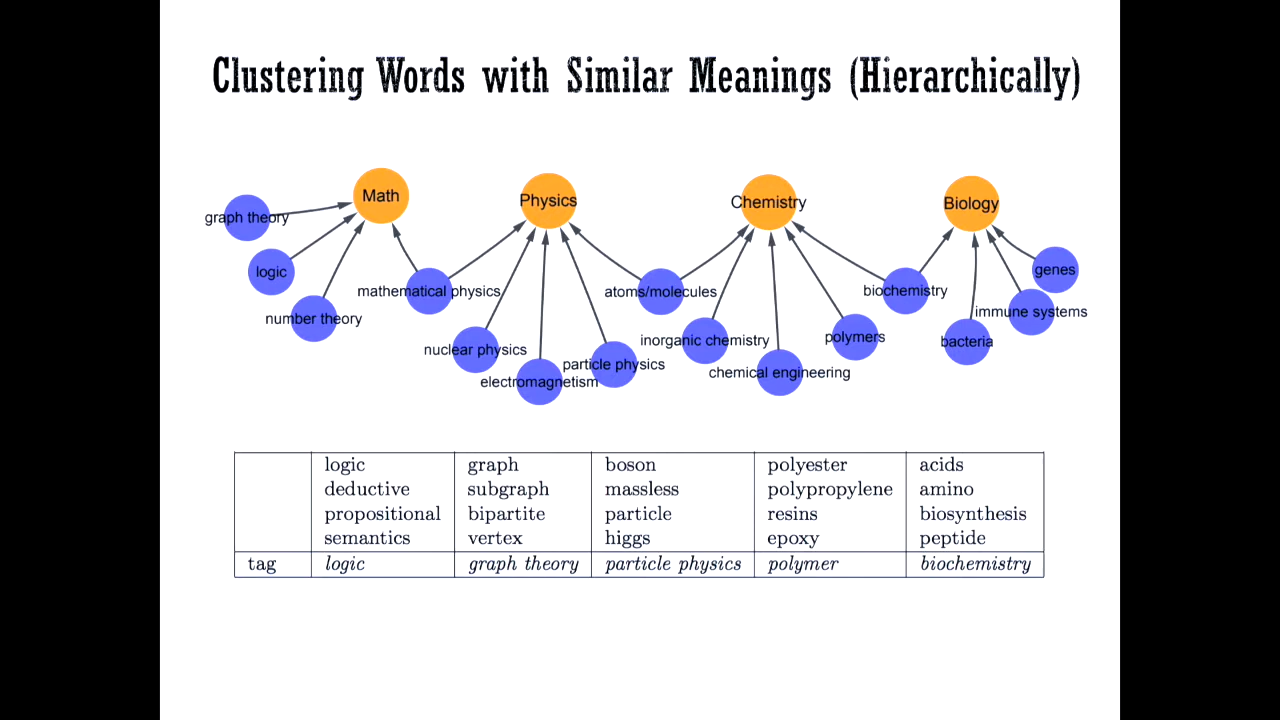 Clustering Words with Similar Meanings (Hierarchically)
Math
Physics
Chemistry
Biology
graph theory
logic
number theory
mathematical physics
nuclear physics
electromagnetism
particle physics
atoms/molecules
inorganic chemistry
chemical engineering
polymers
biochemistry
bacteria
immune systems
genes
logic graph boson polyester acids
deductive subgraph massless polypropylene amino
propositional bipartite particle resins biosynthesis
semantics vertex higgs epoxy peptide
tag logic graph theory particle physics polymer biochemistry